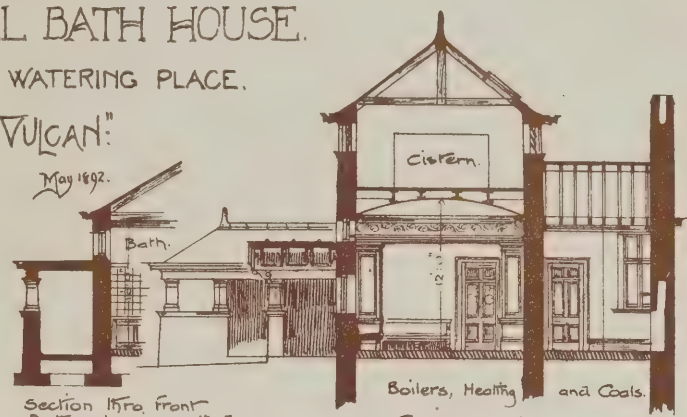 L BATH HOUSE.
WATERING PLACE.
VULCAN"
May 1892.
Cistern.
Bath.
Boilers, Heating and Coals.
Section thro, Front